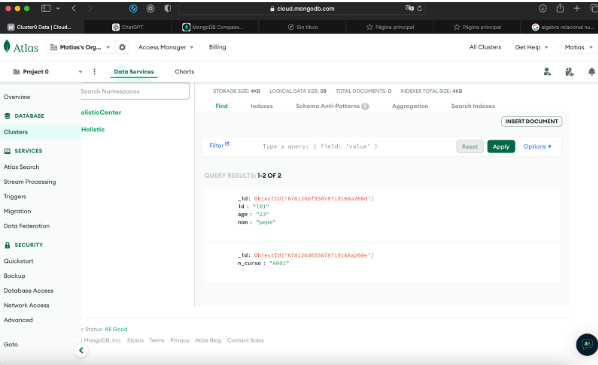 Cluster0 Data | Cloud...
ChatGPT
MongoDB Compass...
Sin título
Página principal
Página principal
algebra relacional nu...
cloud.mongodb.com
Atlas
Matias's Org...
Access Manager
Billing
All Clusters
Get Help
Matias
Project 0
Data Services
Charts
Overview
DATABASE
Clusters
SERVICES
Atlas Search
Stream Processing
Triggers
Migration
Data Federation
SECURITY
Quickstart
Backup
Database Access
Network Access
Advanced
Goto
Search Namespaces
olisticCenter
Holistic
STORAGE SIZE: 4KB LOGICAL DATA SIZE: 0B TOTAL DOCUMENTS: 0 INDEXES TOTAL SIZE: 4KB
Find
Indexes
Schema Anti-Patterns 0
Aggregation
Search Indexes
INSERT DOCUMENT
Filter
Type a query: { field: 'value' }
Reset
Apply
Options
QUERY RESULTS: 1-2 OF 2
_id: ObjectId(
id : "101"
age : "23"
nom : "pepe"
_id: ObjectId(
n_curso : "A001"
n Status: All Good
MongoDB, Inc. Status Terms Privacy Atlas Blog Contact Sales